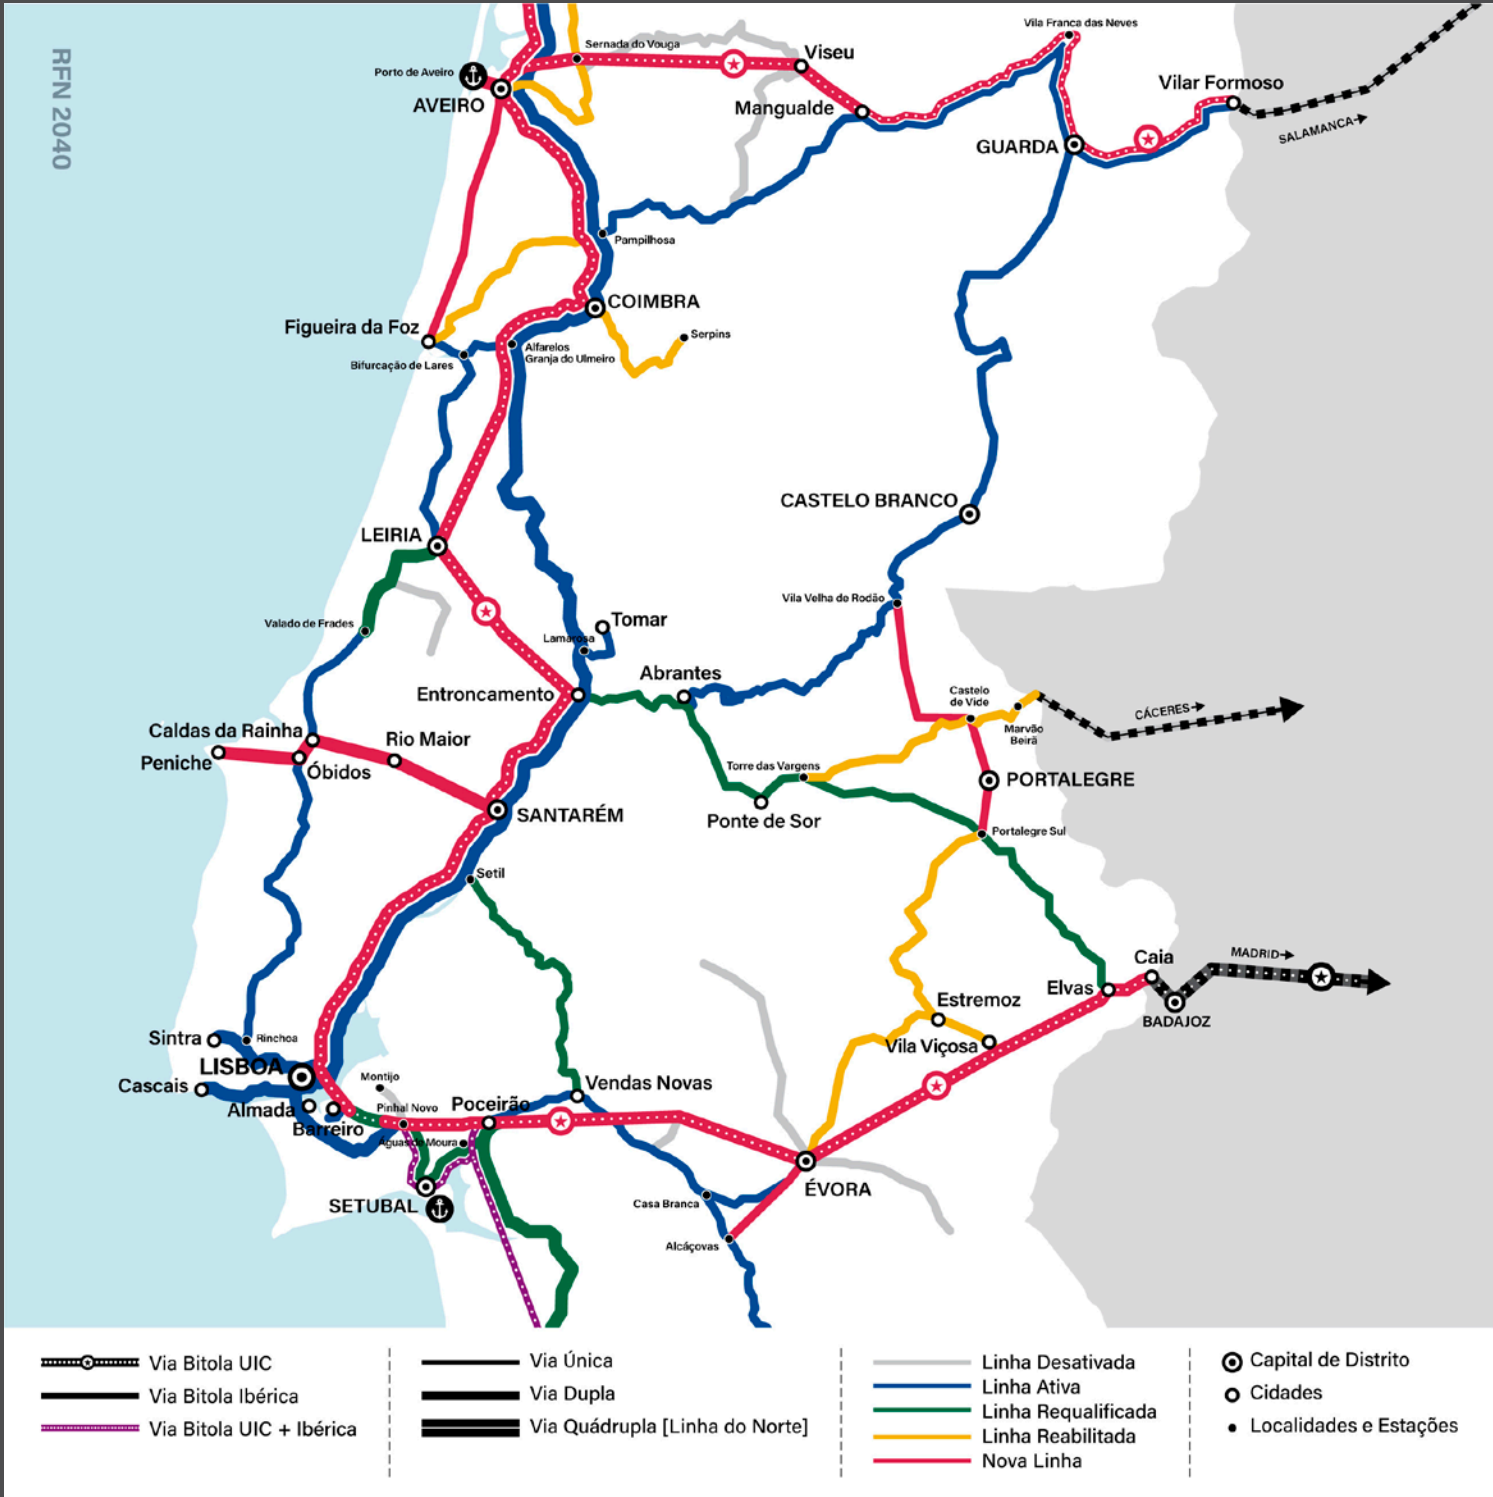 RFN 2040
Vila Franca das Neves
Sernada do Vouga
Viseu
Porto de Aveiro
AVEIRO
Mangualde
Vilar Formoso
SALAMANCA
GUARDA
Pampilhosa
COIMBRA
Figueira da Foz
Serpins
Alfarelos
Granja do Ulmeiro
Bifurcação de Lares
CASTELO BRANCO
LEIRIA
Vila Velha de Rodão
Valado de Frades
Tomar
Lamarosa
Abrantes
Entroncamento
Castelo
de Vide
CÁCERES
Marvão
Beirã
Caldas da Rainha
Rio Maior
Peniche
Óbidos
Torre das Vargens
PORTALEGRE
SANTARÉM
Ponte de Sor
Portalegre Sul
Setil
MADRID
Caia
Elvas
BADAJOZ
Estremoz
Vila Viçosa
Sintra
Rinchoa
LISBOA
Cascais
Montijo
Vendas Novas
Almada
Pinhal Novo
Poceirão
Barreiro
Águas de Moura
SETUBAL
ÉVORA
Casa Branca
Alcáçovas
Via Bitola UIC
Via Bitola Ibérica
Via Bitola UIC + Ibérica
Via Única
Via Dupla
Via Quádrupla [Linha do Norte]
Linha Desativada
Linha Ativa
Linha Requalificada
Linha Reabilitada
Nova Linha
Capital de Distrito
Cidades
Localidades e Estações